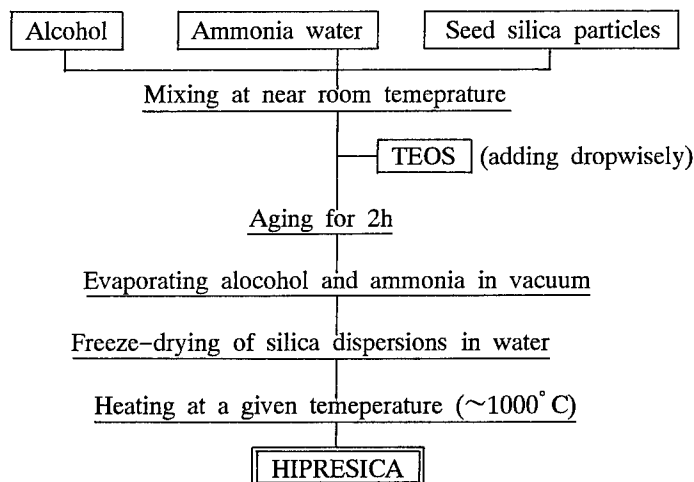 Alcohol Ammonia water Seed silica particles
Mixing at near room temeprature
TEOS (adding dropwisely)
Aging for 2h
Evaporating alocohol and ammonia in vacuum
Freeze-drying of silica dispersions in water
Heating at a given temeperature (~1000°C)
HIPRESICA